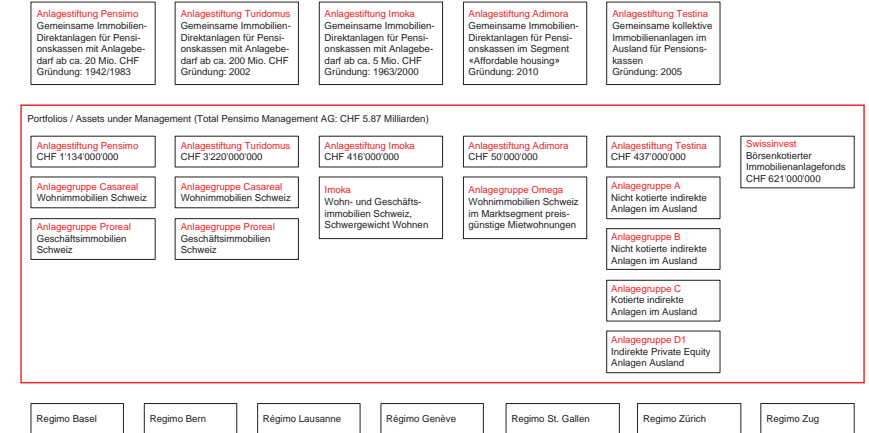 Anlagestiftung Pensimo
Gemeinsame Immobilien-
Direktanlagen für Pensi-
onskassen mit Anlagebe-
darf ab ca. 20 Mio. CHF
Gründung: 1942/1983
Anlagestiftung Turidomus
Gemeinsame Immobilien-
Direktanlagen für Pensi-
onskassen mit Anlagebe-
darf ab ca. 200 Mio. CHF
Gründung: 2002
Anlagestiftung Imoka
Gemeinsame Immobilien-
Direktanlagen für Pensi-
onskassen mit Anlagebe-
darf ab ca. 5 Mio. CHF
Gründung: 1963/2000
Anlagestiftung Adimora
Gemeinsame Immobilien-
Direktanlagen für Pensi-
onskassen im Segment
«Affordable housing»
Gründung: 2010
Anlagestiftung Testina
Gemeinsame kollektive
Immobilienanlagen im
Ausland für Pensions-
kassen
Gründung: 2005
Portfolios / Assets under Management (Total Pensimo Management AG: CHF 5.87 Milliarden)
Anlagestiftung Pensimo
CHF 1'134'000'000
Anlagestiftung Turidomus
CHF 3'220'000'000
Anlagestiftung Imoka
CHF 416'000'000
Anlagestiftung Adimora
CHF 50'000'000
Anlagestiftung Testina
CHF 437'000'000
Swissinvest
Börsenkotierter
Immobilienanlagefonds
CHF 621'000'000
Anlagegruppe Casareal
Wohnimmobilien Schweiz
Anlagegruppe Casareal
Wohnimmobilien Schweiz
Imoka
Wohn- und Geschäfts-
immobilien Schweiz,
Schwergewicht Wohnen
Anlagegruppe Omega
Wohnimmobilien Schweiz
im Marktsegment preis-
günstige Mietwohnungen
Anlagegruppe A
Nicht kotierte indirekte
Anlagen im Ausland
Anlagegruppe Proreal
Geschäftsimmobilien
Schweiz
Anlagegruppe Proreal
Geschäftsimmobilien
Schweiz
Anlagegruppe B
Nicht kotierte indirekte
Anlagen im Ausland
Anlagegruppe C
Kotierte indirekte
Anlagen im Ausland
Anlagegruppe D1
Indirekte Private Equity
Anlagen Ausland
Regimo Basel
Regimo Bern
Régimo Lausanne
Régimo Genève
Regimo St. Gallen
Regimo Zürich
Regimo Zug